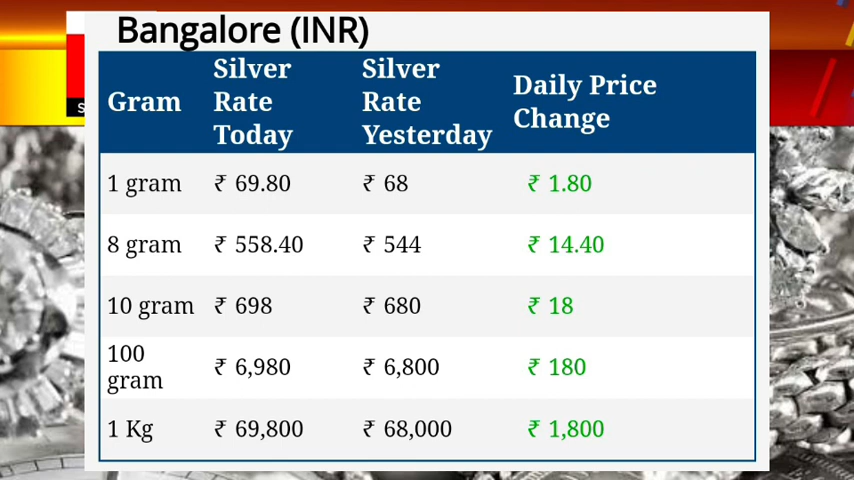 Bangalore (INR)
Gram
Silver
Rate
Today
Silver
Rate
Yesterday
Daily Price
Change
1 gram ₹ 69.80 ₹ 68 ₹ 1.80
8 gram ₹ 558.40 ₹ 544 ₹ 14.40
10 gram ₹ 698 ₹ 680 ₹ 18
100
gram ₹ 6,980 ₹ 6,800 ₹ 180
1 Kg ₹ 69,800 ₹ 68,000 ₹ 1,800